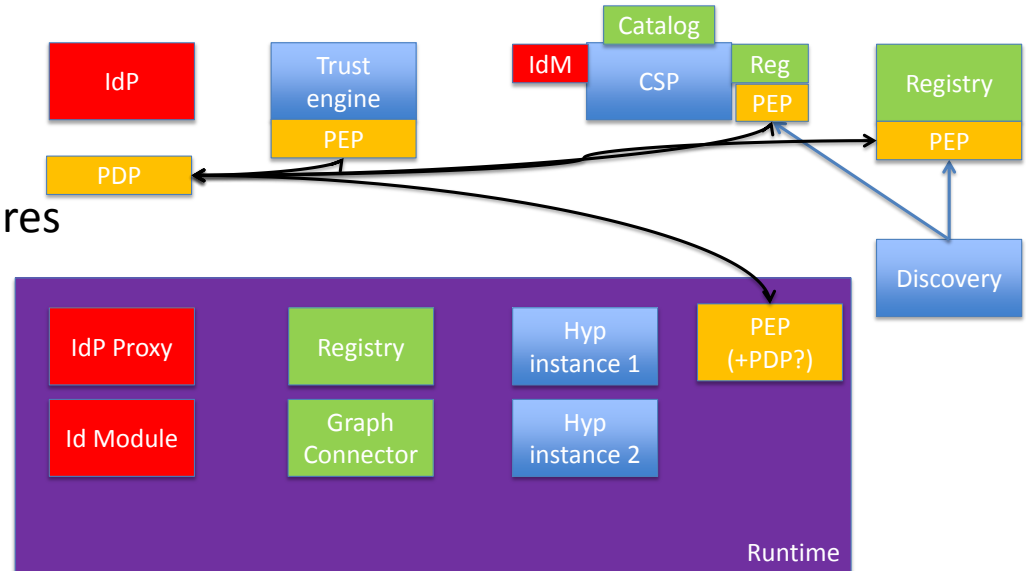 Catalog
IdP
Trust
engine
PEP
IdM
CSP
Reg
PEP
Registry
PEP
PDP
res
Discovery
IdP Proxy
Registry
Hyp
instance 1
PEP
(+PDP?)
Id Module
Graph
Connector
Hyp
instance 2
Runtime